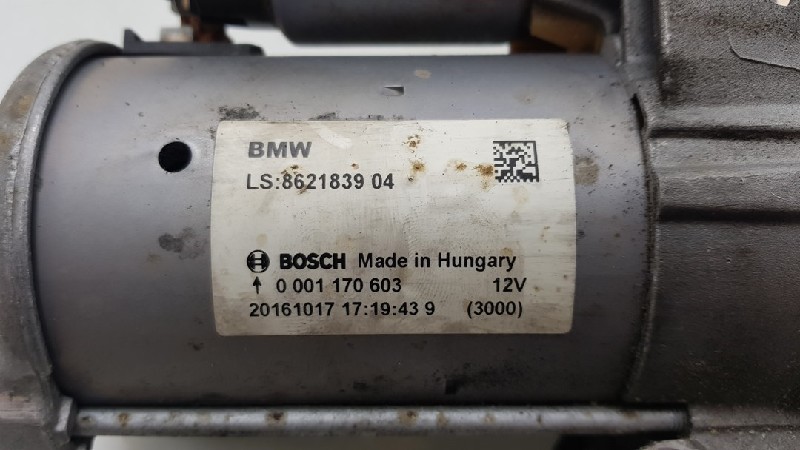 BMW
LS:8621839 04
BOSCH Made in Hungary
0 001 170 603 12V
20161017 17:19:43 9 (3000)